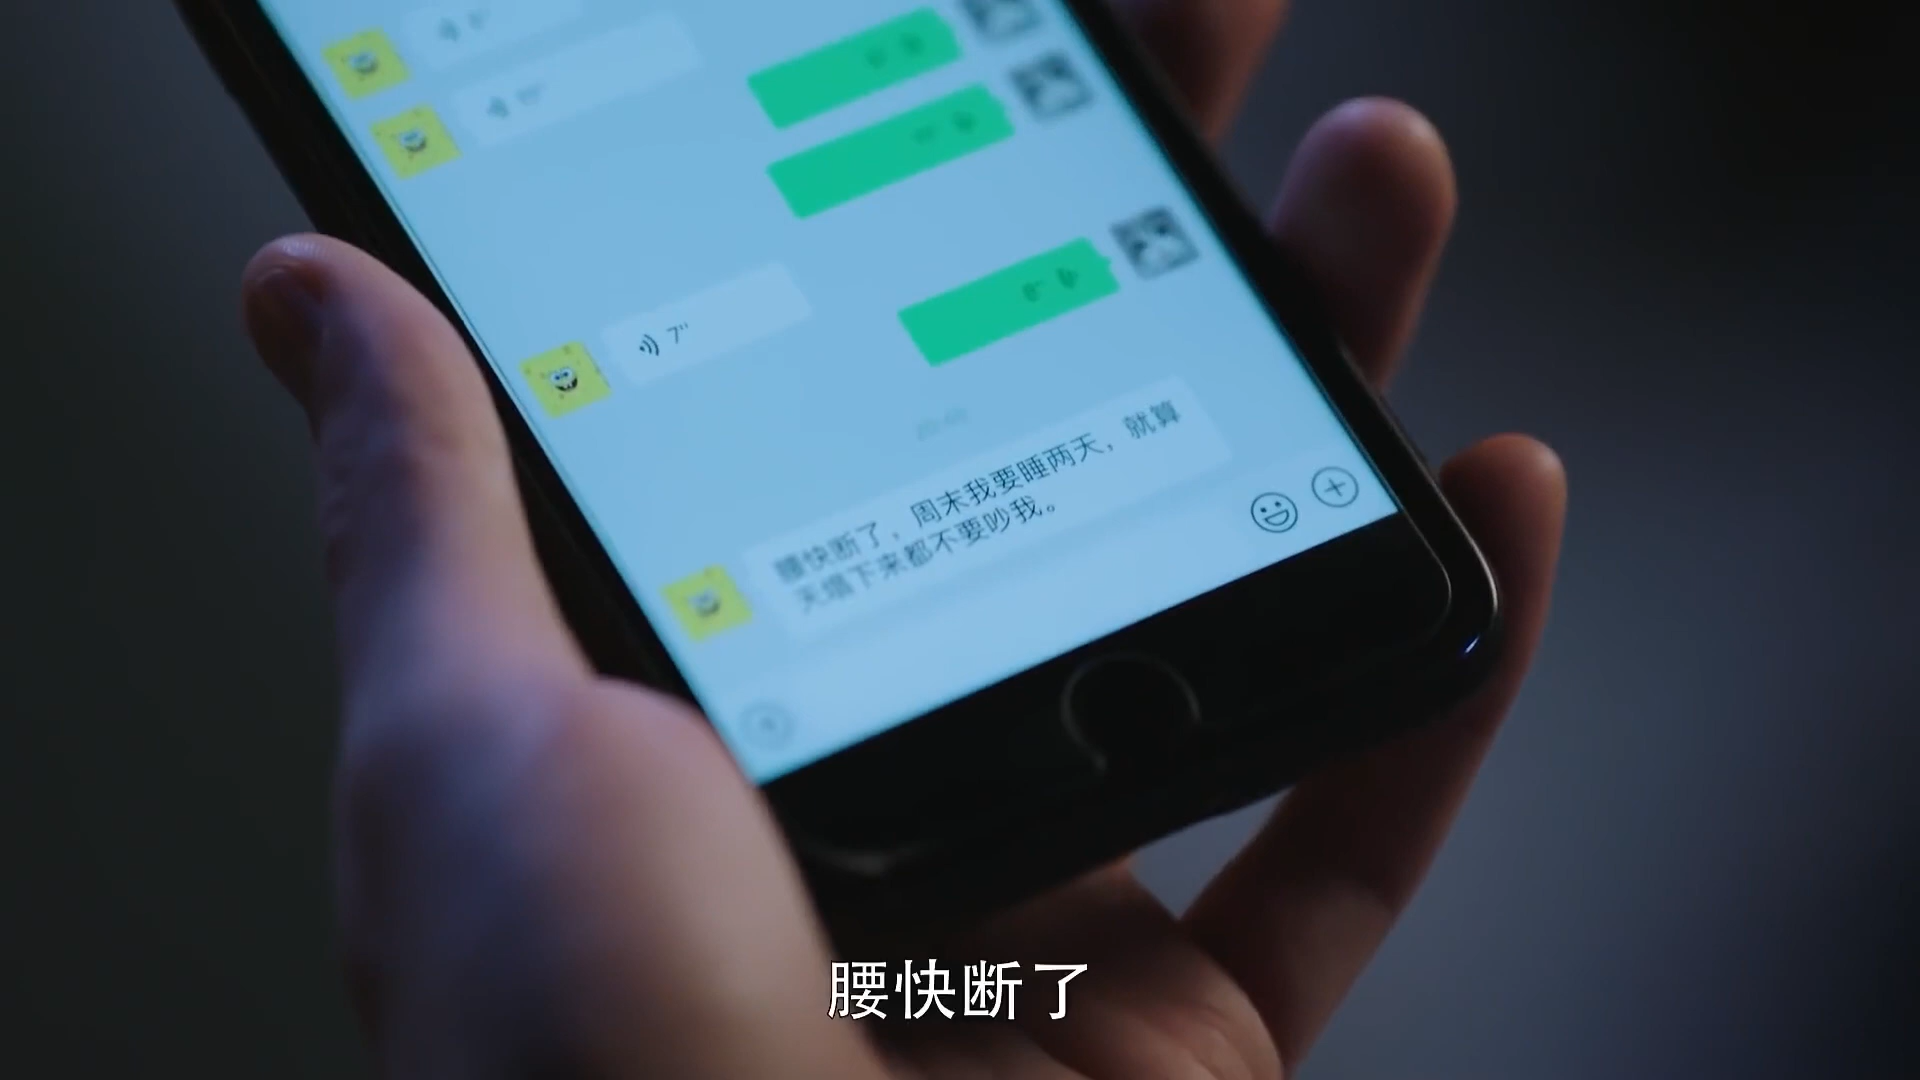 7"
腰快断了，周末我要睡两天，就算
天塌下来都不要吵我。
腰快断了